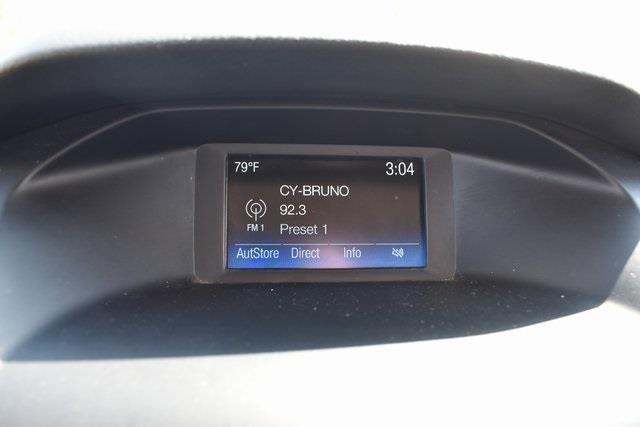 79°F 3:04
CY-BRUNO
92.3
FM 1 Preset 1
AutStore Direct Info